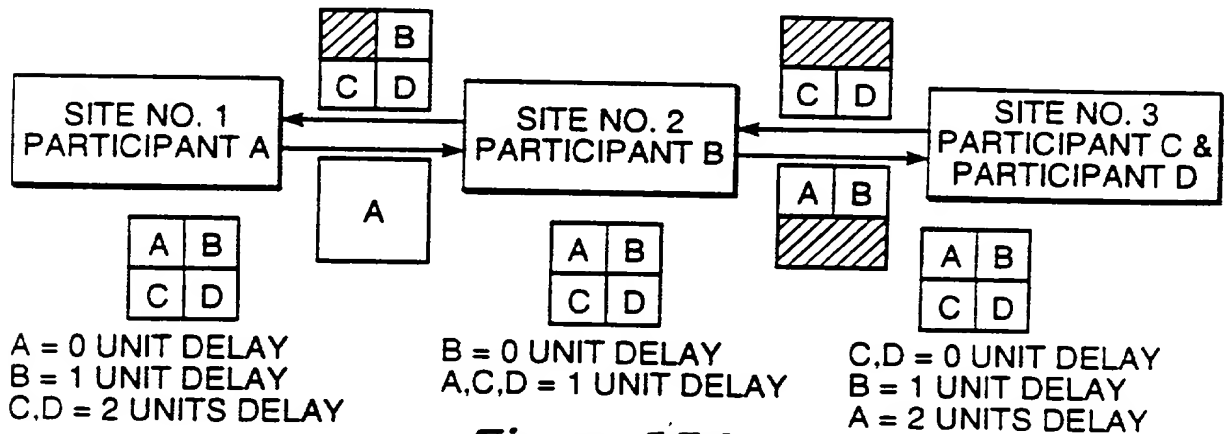 B
C D
C D
SITE NO. 1
PARTICIPANT A
SITE NO. 2
PARTICIPANT B
SITE NO. 3
PARTICIPANT C &
PARTICIPANT D
A
A B
A B
C D
A B
C D
A B
C D
A = 0 UNIT DELAY
B = 1 UNIT DELAY
C,D = 2 UNITS DELAY
B = 0 UNIT DELAY
A,C,D = 1 UNIT DELAY
C,D = 0 UNIT DELAY
B = 1 UNIT DELAY
A = 2 UNITS DELAY